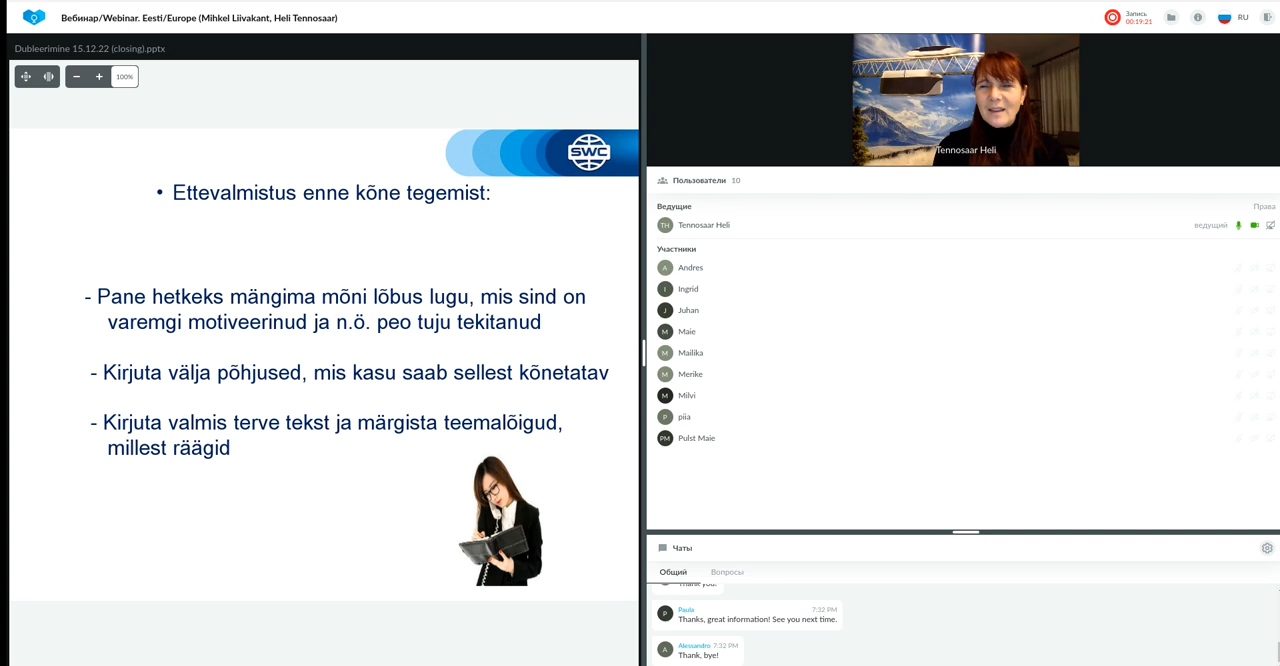 Вебинар/Webinar. Eesti/Europe (Mihkel Liivakant, Heli Tennosaar)
Запись
00:19:21
RU
Dubleerimine 15.12.22 (closing).pptx
100%
SWC
• Ettevalmistus enne kõne tegemist:
- Pane hetkeks mängima mõni lõbus lugu, mis sind on
varemgi motiveerinud ja n.ö. peo tuju tekitanud
- Kirjuta välja põhjused, mis kasu saab sellest kõnetatav
- Kirjuta valmis terve tekst ja märgista teemalõigud,
millest räägid
Tennosaar Heli
Пользователи 10
Ведущие Права
TH Tennosaar Heli ведущий
Участники
A Andres
I Ingrid
J Juhan
M Maie
M Mailika
M Merike
M Milvi
P piia
PM Pulst Maie
Чаты
Общий Вопросы
Thank you!
P Paula 7:32 PM
Thanks, great information! See you next time.
A Alessandro 7:32 PM
Thank, bye!